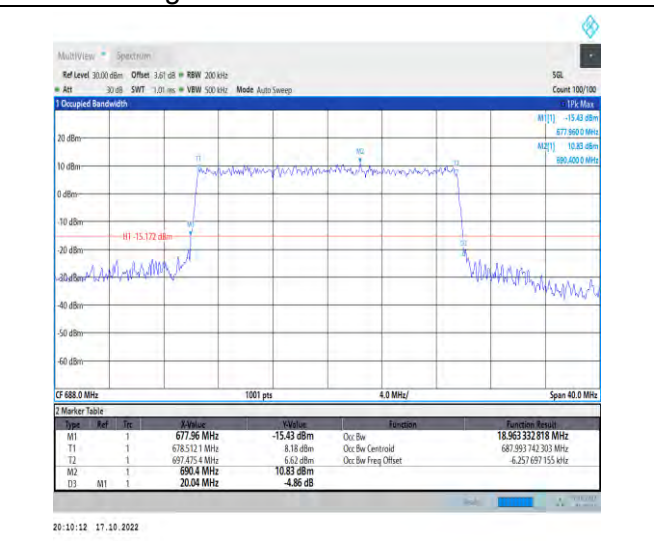 MultiView Spectrum
Ref Level 30.00 dBm Offset 3.61 dB RBW 200 kHz SGL
Att 30 dB SWT 1.01 ms VBW 500 kHz Mode Auto Sweep Count 100/100
1 Occupied Bandwidth 1Pk Max
M1[1] -15.43 dBm
677.960 0 MHz
M2[1] 10.83 dBm
690.400 0 MHz
20 dBm
10 dBm
0 dBm
-10 dBm
-20 dBm
-30 dBm
-40 dBm
-50 dBm
-60 dBm
T1
M2
T2
M1
H1 -15.172 dBm
D3
CF 688.0 MHz 1001 pts 4.0 MHz/ Span 40.0 MHz
2 Marker Table
Type Ref Trc X-Value Y-Value Function Function Result
M1 1 677.96 MHz -15.43 dBm Occ Bw 18.963 332 818 MHz
T1 1 678.512 1 MHz 8.18 dBm Occ Bw Centroid 687.993 742 303 MHz
T2 1 697.475 4 MHz 6.62 dBm Occ Bw Freq Offset -6.257 697 155 kHz
M2 1 690.4 MHz 10.83 dBm
D3 M1 1 20.04 MHz -4.86 dB
20:10:12 17.10.2022